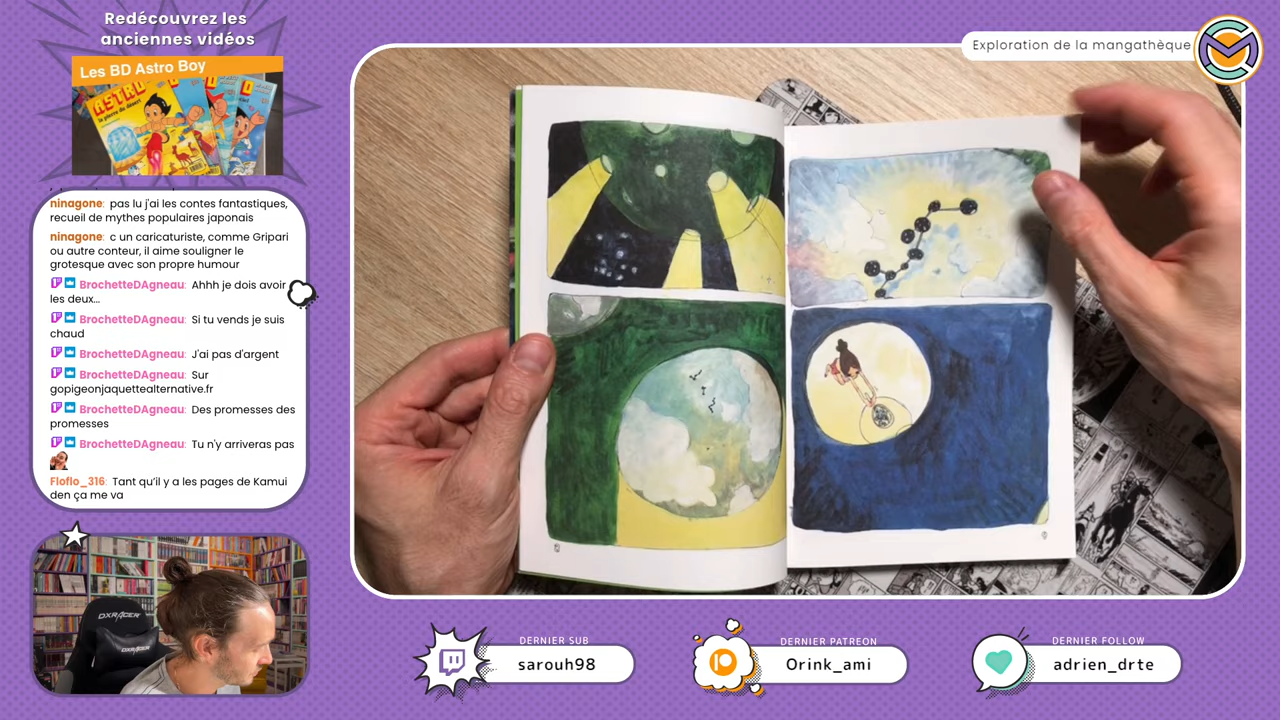 Redécouvrez les
anciennes vidéos
Les BD Astro Boy
ASTRO
ninagone: pas lu j'ai les contes fantastiques,
recueil de mythes populaires japonais
ninagone: c un caricaturiste, comme Gripari
ou autre conteur, il aime souligner le
grotesque avec son propre humour
BrochetteDAgneau: Ahhh je dois avoir
les deux...
BrochetteDAgneau: Si tu vends je suis
chaud
BrochetteDAgneau: J'ai pas d'argent
BrochetteDAgneau: Sur
gopigeonjaquettealternative.fr
BrochetteDAgneau: Des promesses des
promesses
BrochetteDAgneau: Tu n'y arriveras pas
Floflo_316: Tant qu'il y a les pages de Kamui
den ça me va
Exploration de la mangathèque
DXRACER
DXRACER
DERNIER SUB
sarouh98
DERNIER PATREON
Orink_ami
DERNIER FOLLOW
adrien_drte